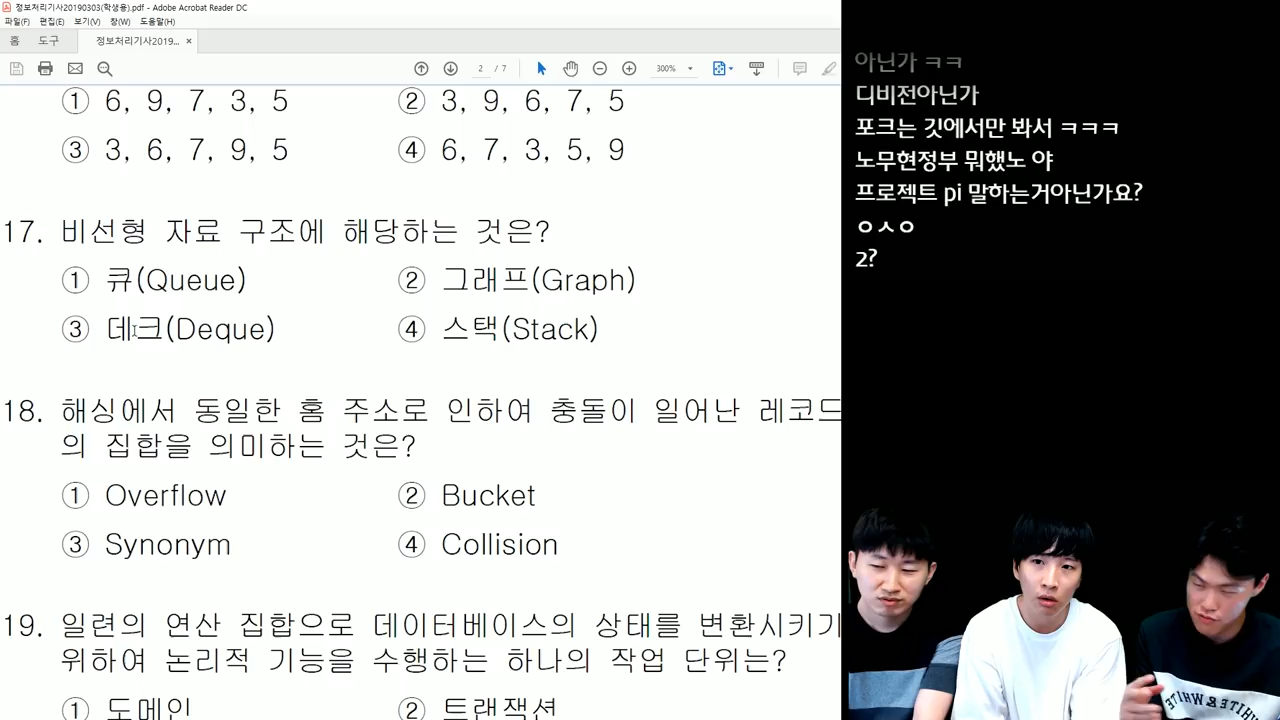 정보처리기사20190303(학생용).pdf - Adobe Acrobat Reader DC
파일(F) 편집(E) 보기(V) 창(W) 도움말(H)
홈 도구 정보처리기사2019... ×
2 / 7 300%
① 6, 9, 7, 3, 5 ② 3, 9, 6, 7, 5
③ 3, 6, 7, 9, 5 ④ 6, 7, 3, 5, 9
17. 비선형 자료 구조에 해당하는 것은?
① 큐(Queue) ② 그래프(Graph)
③ 데크(Deque) ④ 스택(Stack)
18. 해싱에서 동일한 홈 주소로 인하여 충돌이 일어난 레코드
의 집합을 의미하는 것은?
① Overflow ② Bucket
③ Synonym ④ Collision
19. 일련의 연산 집합으로 데이터베이스의 상태를 변환시키기
위하여 논리적 기능을 수행하는 하나의 작업 단위는?
① 도메인 ② 트랜잭션
아닌가 ㅋㅋ
디비전아닌가
포크는 깃에서만 봐서 ㅋㅋㅋ
노무현정부 뭐했노 야
프로젝트 pi 말하는거아닌가요?
ㅇㅅㅇ
2?
WHITE&WHITE